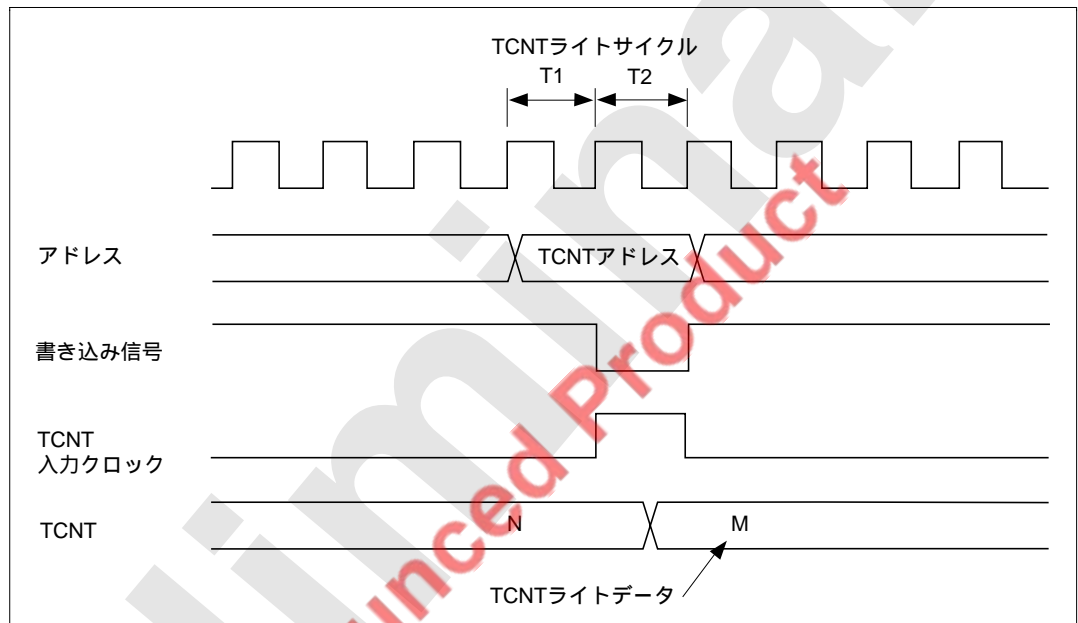 TCNTライトサイクル
T1
T2
アドレス
TCNTアドレス
書き込み信号
TCNT
入力クロック
TCNT
N
M
TCNTライトデータ
unced Product
limina